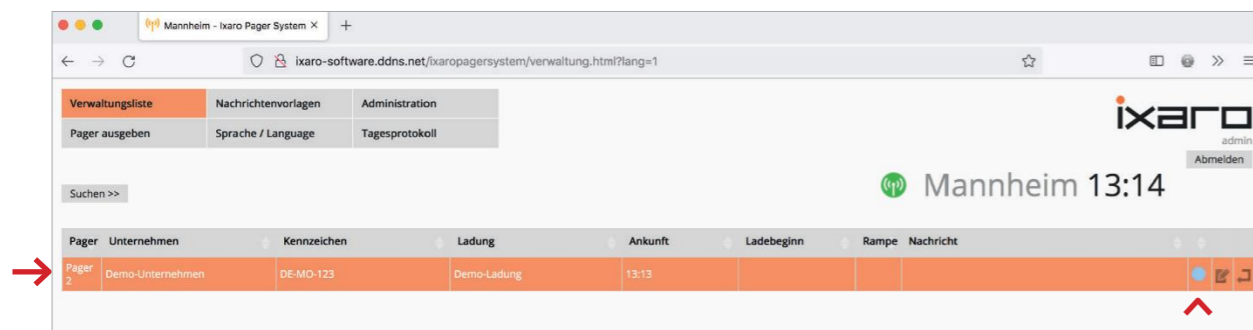 Mannheim - Ixaro Pager System
ixaro-software.ddns.net/ixaropagersystem/verwaltung.html?lang=1
Verwaltungsliste Nachrichtenvorlagen Administration
Pager ausgeben Sprache / Language Tagesprotokoll
ixaro
admin
Abmelden
Mannheim 13:14
Suchen >>
Pager Unternehmen Kennzeichen Ladung Ankunft Ladebeginn Rampe Nachricht
Pager 2 Demo-Unternehmen DE-MO-123 Demo-Ladung 13:13